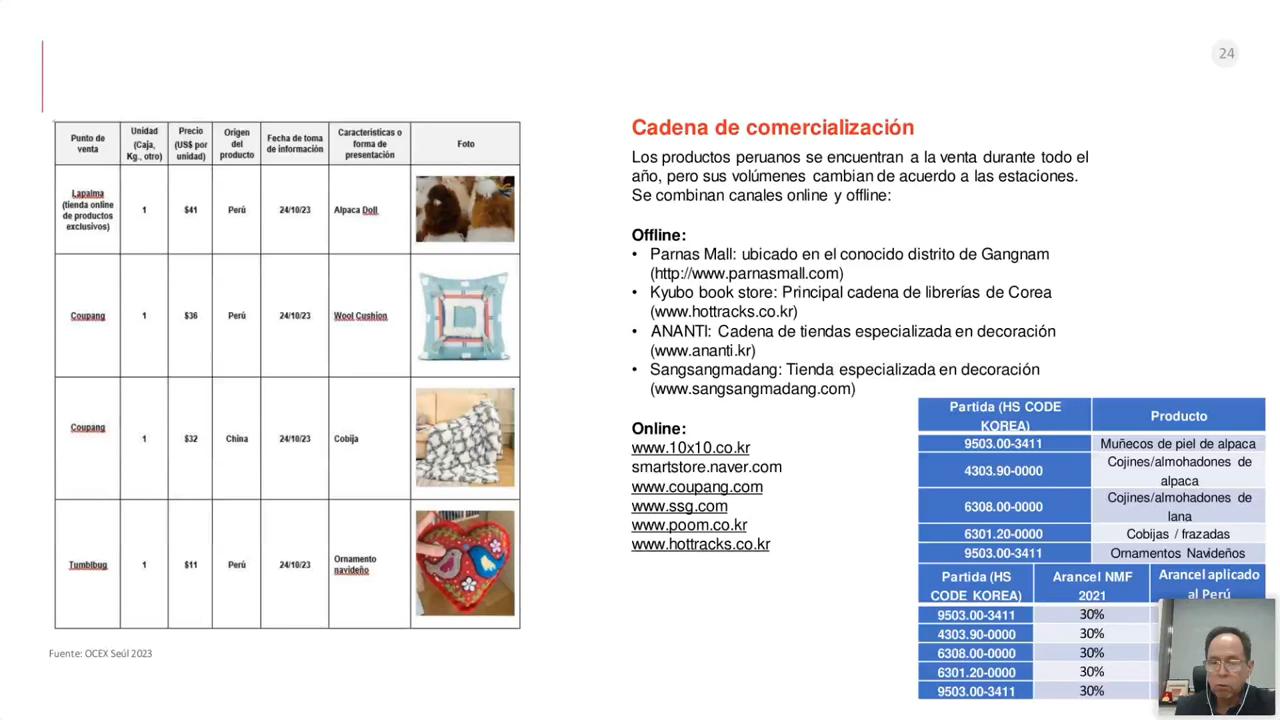 24
Punto de venta
Unidad (Caja, Kg., otro)
Precio (US$ por unidad)
Origen del producto
Fecha de toma de información
Características o forma de presentación
Foto
Lapalma (tienda online de productos exclusivos)
1
$41
Perú
24/10/23
Alpaca Doll
Coupang
1
$36
Perú
24/10/23
Wool Cushion
Coupang
1
$32
China
24/10/23
Cobija
Tumblbug
1
$11
Perú
24/10/23
Ornamento navideño
Fuente: OCEX Seúl 2023
Cadena de comercialización
Los productos peruanos se encuentran a la venta durante todo el
año, pero sus volúmenes cambian de acuerdo a las estaciones.
Se combinan canales online y offline:
Offline:
• Parnas Mall: ubicado en el conocido distrito de Gangnam
(http://www.parnasmall.com)
• Kyubo book store: Principal cadena de librerías de Corea
(www.hottracks.co.kr)
• ANANTI: Cadena de tiendas especializada en decoración
(www.ananti.kr)
• Sangsangmadang: Tienda especializada en decoración
(www.sangsangmadang.com)
Online:
www.10x10.co.kr
smartstore.naver.com
www.coupang.com
www.ssg.com
www.poom.co.kr
www.hottracks.co.kr
Partida (HS CODE KOREA)
Producto
9503.00-3411
Muñecos de piel de alpaca
4303.90-0000
Cojines/almohadones de alpaca
6308.00-0000
Cojines/almohadones de lana
6301.20-0000
Cobijas / frazadas
9503.00-3411
Ornamentos Navideños
Partida (HS CODE KOREA)
Arancel NMF 2021
Arancel aplicado al Perú
9503.00-3411
30%
4303.90-0000
30%
6308.00-0000
30%
6301.20-0000
30%
9503.00-3411
30%